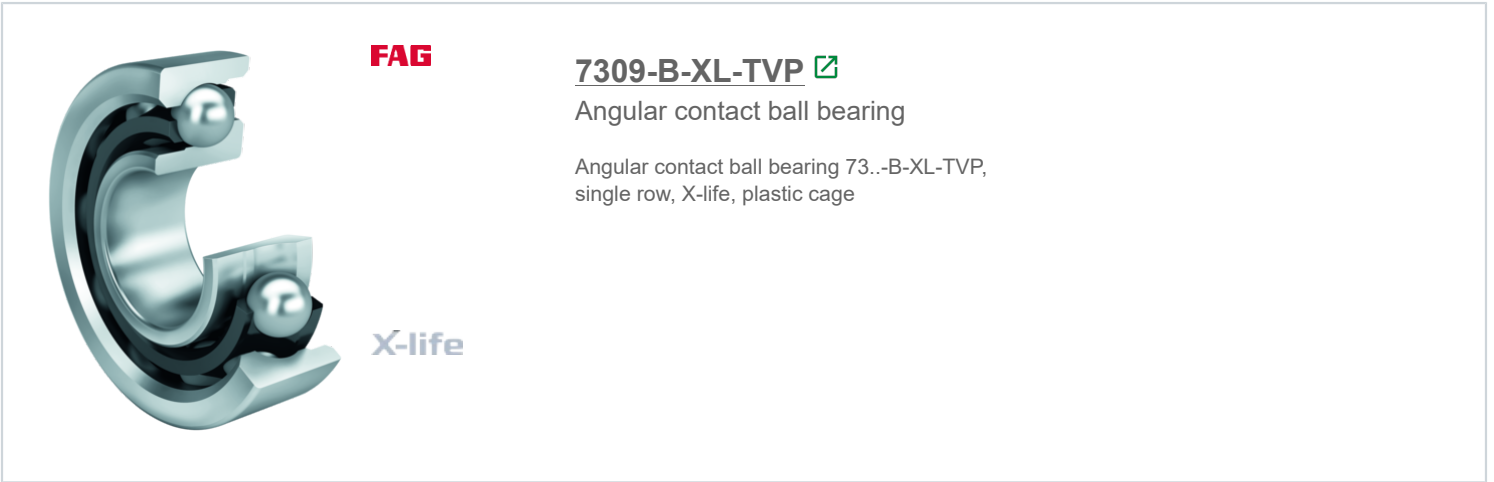 FAG
7309-B-XL-TVP
Angular contact ball bearing
Angular contact ball bearing 73..-B-XL-TVP,
single row, X-life, plastic cage
X-life